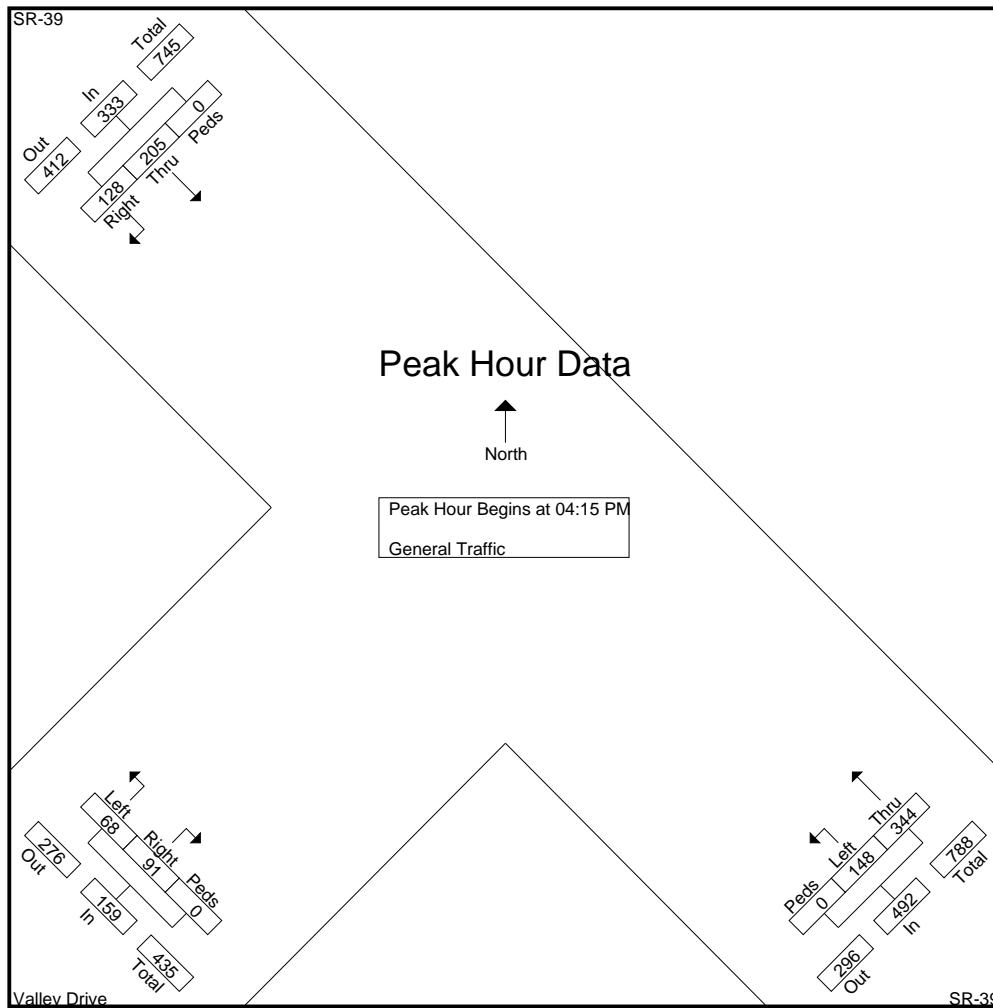 SR-39
Out
In
Total
412
333
745
128
205
0
Right
Thru
Peds
Peak Hour Data
North
Peak Hour Begins at 04:15 PM
General Traffic
Left
Right
Peds
68
91
0
Out
In
Total
276
159
435
Valley Drive
Peds
Left
Thru
0
148
344
Out
In
Total
296
492
788
SR-39